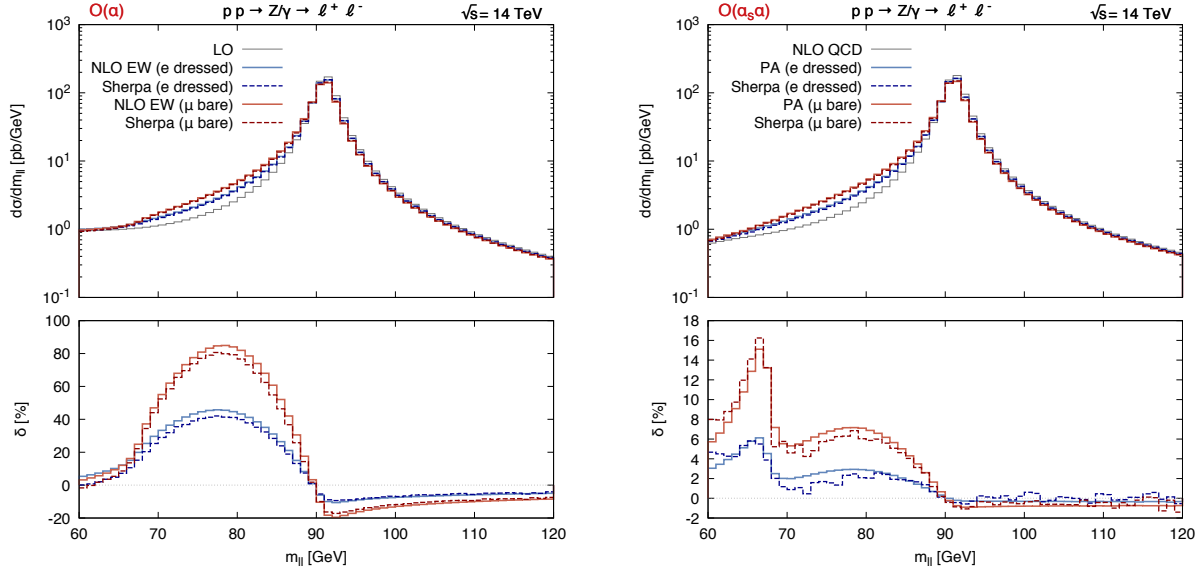 O(α) pp → Z/γ → ℓ⁺ ℓ⁻ √s = 14 TeV
LO
NLO EW (e dressed)
Sherpa (e dressed)
NLO EW (μ bare)
Sherpa (μ bare)
dσ/dm_ll [pb/GeV]
10³
10²
10¹
10⁰
10⁻¹
δ [%]
100
80
60
40
20
0
-20
60 70 80 90 100 110 120
m_ll [GeV]
O(α_sα) pp → Z/γ → ℓ⁺ ℓ⁻ √s = 14 TeV
NLO QCD
PA (e dressed)
Sherpa (e dressed)
PA (μ bare)
Sherpa (μ bare)
dσ/dm_ll [pb/GeV]
10³
10²
10¹
10⁰
10⁻¹
δ [%]
18
16
14
12
10
8
6
4
2
0
-2
60 70 80 90 100 110 120
m_ll [GeV]